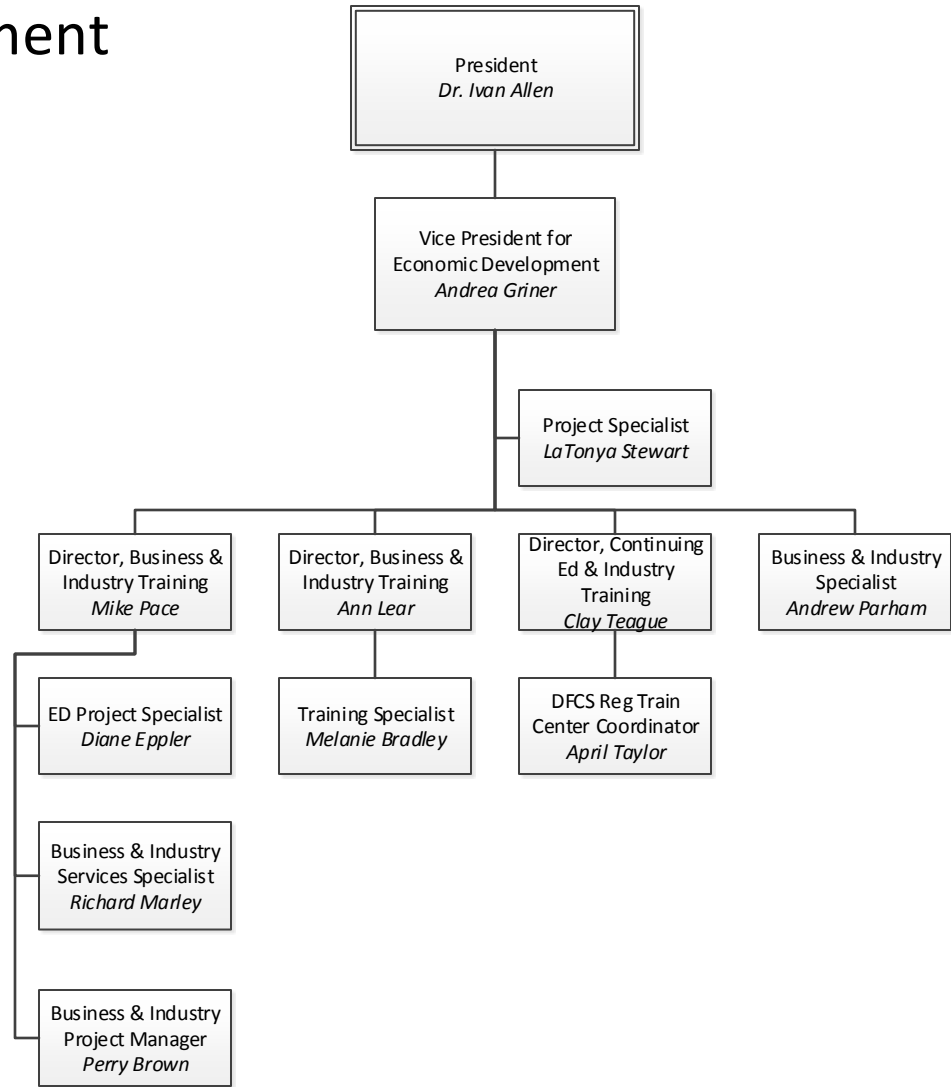 ment
President
Dr. Ivan Allen
Vice President for
Economic Development
Andrea Griner
Project Specialist
LaTonya Stewart
Director, Business &
Industry Training
Mike Pace
Director, Business &
Industry Training
Ann Lear
Director, Continuing
Ed & Industry
Training
Clay Teague
Business & Industry
Specialist
Andrew Parham
ED Project Specialist
Diane Eppler
Training Specialist
Melanie Bradley
DFCS Reg Train
Center Coordinator
April Taylor
Business & Industry
Services Specialist
Richard Marley
Business & Industry
Project Manager
Perry Brown